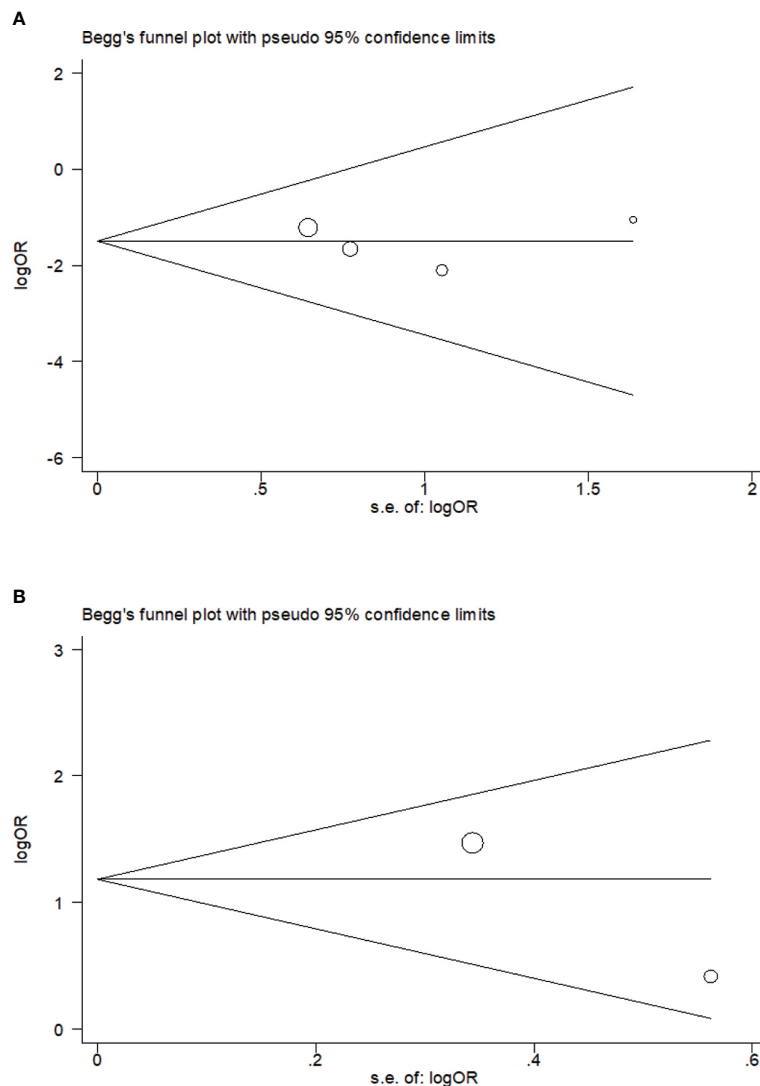 A
Begg's funnel plot with pseudo 95% confidence limits
2
0
-2
-4
-6
logOR
0 .5 1 1.5 2
s.e. of: logOR
B
Begg's funnel plot with pseudo 95% confidence limits
3
2
1
0
logOR
0 .2 .4 .6
s.e. of: logOR